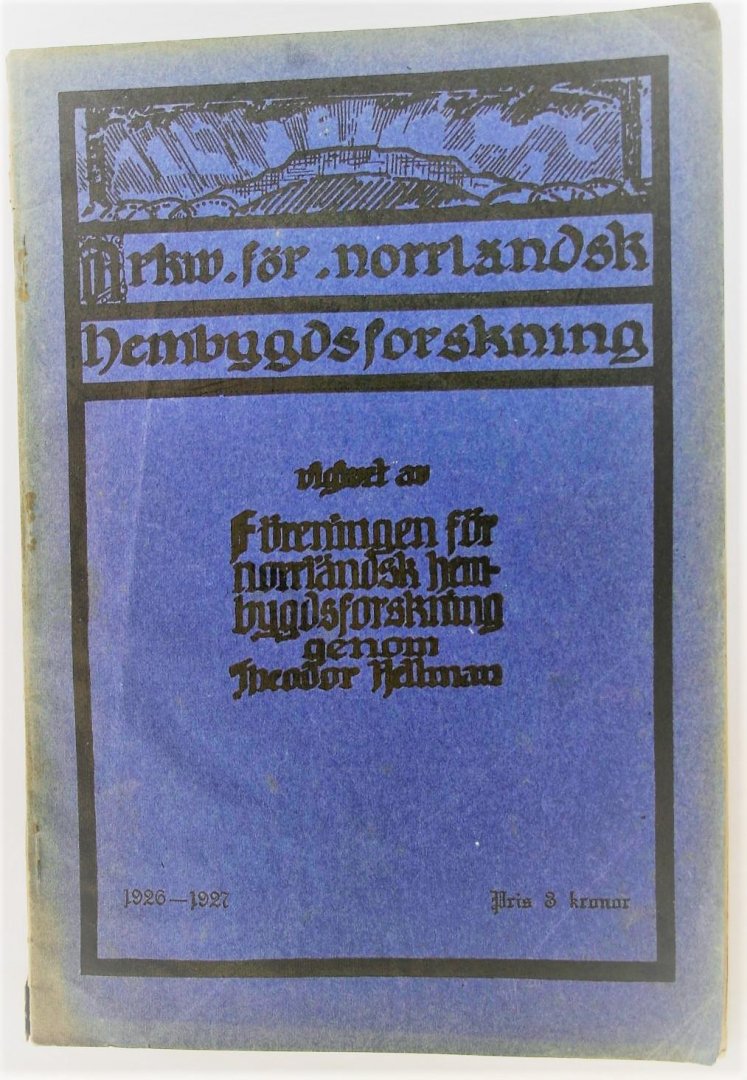 Arkiv för norrländsk
hembygdsforskning
utgivet av
Föreningen för
norrländsk hem-
bygdsforskning
genom
Theodor Hellman
1926—1927
Pris 3 kronor